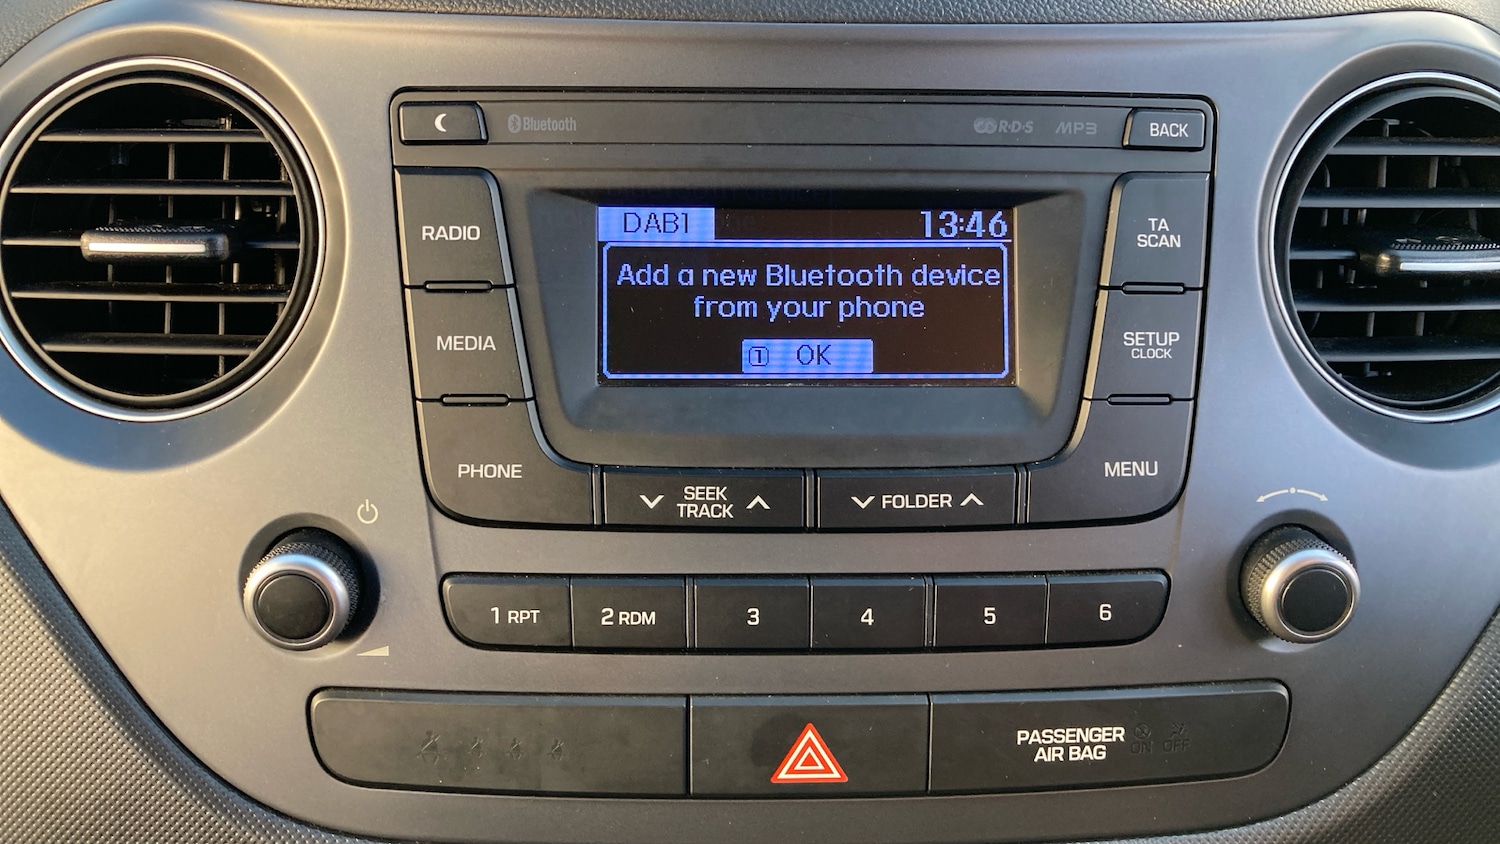 Bluetooth
R·D·S
MP3
BACK
RADIO
DAB1
13:46
TA
SCAN
Add a new Bluetooth device
from your phone
1 OK
MEDIA
SETUP
CLOCK
PHONE
SEEK
TRACK
FOLDER
MENU
1 RPT
2 RDM
3
4
5
6
PASSENGER
AIR BAG
ON
OFF